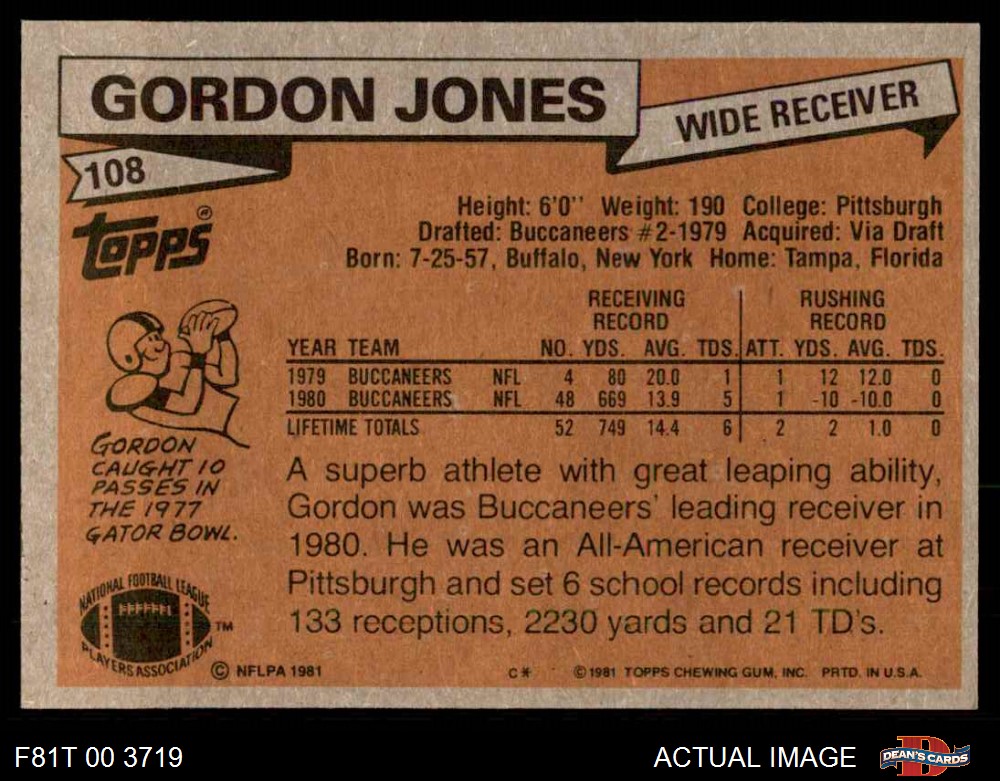 GORDON JONES
WIDE RECEIVER
108
TOPPS®
Height: 6'0'' Weight: 190 College: Pittsburgh
Drafted: Buccaneers #2-1979 Acquired: Via Draft
Born: 7-25-57, Buffalo, New York Home: Tampa, Florida
RECEIVING RECORD RUSHING RECORD
YEAR TEAM NO. YDS. AVG. TDS. ATT. YDS. AVG. TDS.
1979 BUCCANEERS NFL 4 80 20.0 1 1 12 12.0 0
1980 BUCCANEERS NFL 48 669 13.9 5 1 -10 -10.0 0
LIFETIME TOTALS 52 749 14.4 6 2 2 1.0 0
GORDON
CAUGHT 10
PASSES IN
THE 1977
GATOR BOWL.
A superb athlete with great leaping ability,
Gordon was Buccaneers' leading receiver in
1980. He was an All-American receiver at
Pittsburgh and set 6 school records including
133 receptions, 2230 yards and 21 TD's.
NATIONAL FOOTBALL LEAGUE
PLAYERS ASSOCIATION
TM
© NFLPA 1981
C* ©1981 TOPPS CHEWING GUM, INC. PRTD. IN U.S.A.
F81T 00 3719
ACTUAL IMAGE
DEAN'S CARDS